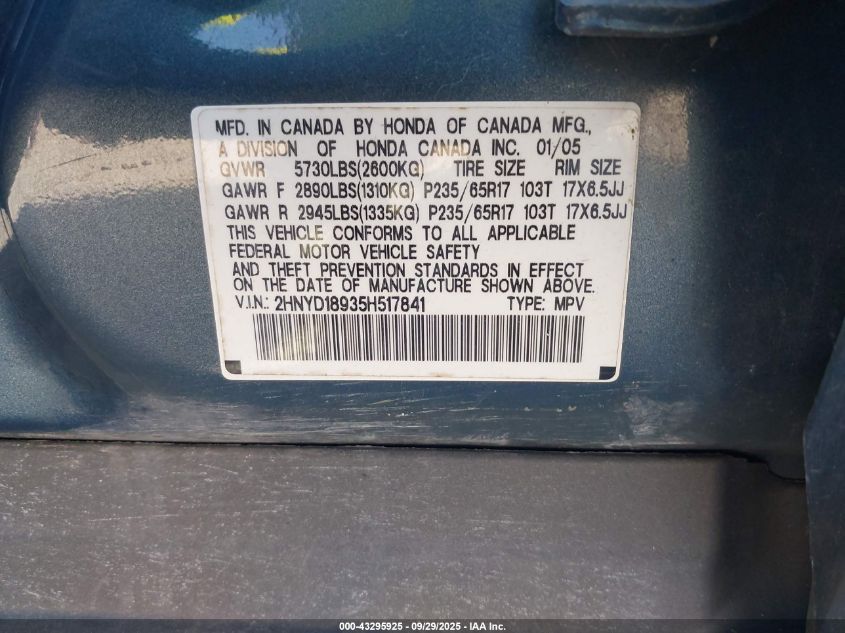 MFD. IN CANADA BY HONDA OF CANADA MFG.,
A DIVISION OF HONDA CANADA INC. 01/05
GVWR 5730LBS(2600KG) TIRE SIZE RIM SIZE
GAWR F 2890LBS(1310KG) P235/65R17 103T 17X6.5JJ
GAWR R 2945LBS(1335KG) P235/65R17 103T 17X6.5JJ
THIS VEHICLE CONFORMS TO ALL APPLICABLE
FEDERAL MOTOR VEHICLE SAFETY
AND THEFT PREVENTION STANDARDS IN EFFECT
ON THE DATE OF MANUFACTURE SHOWN ABOVE.
V.I.N.: 2HNYD18935H517841 TYPE: MPV
000-43295925 - 09/29/2025 - IAA Inc.